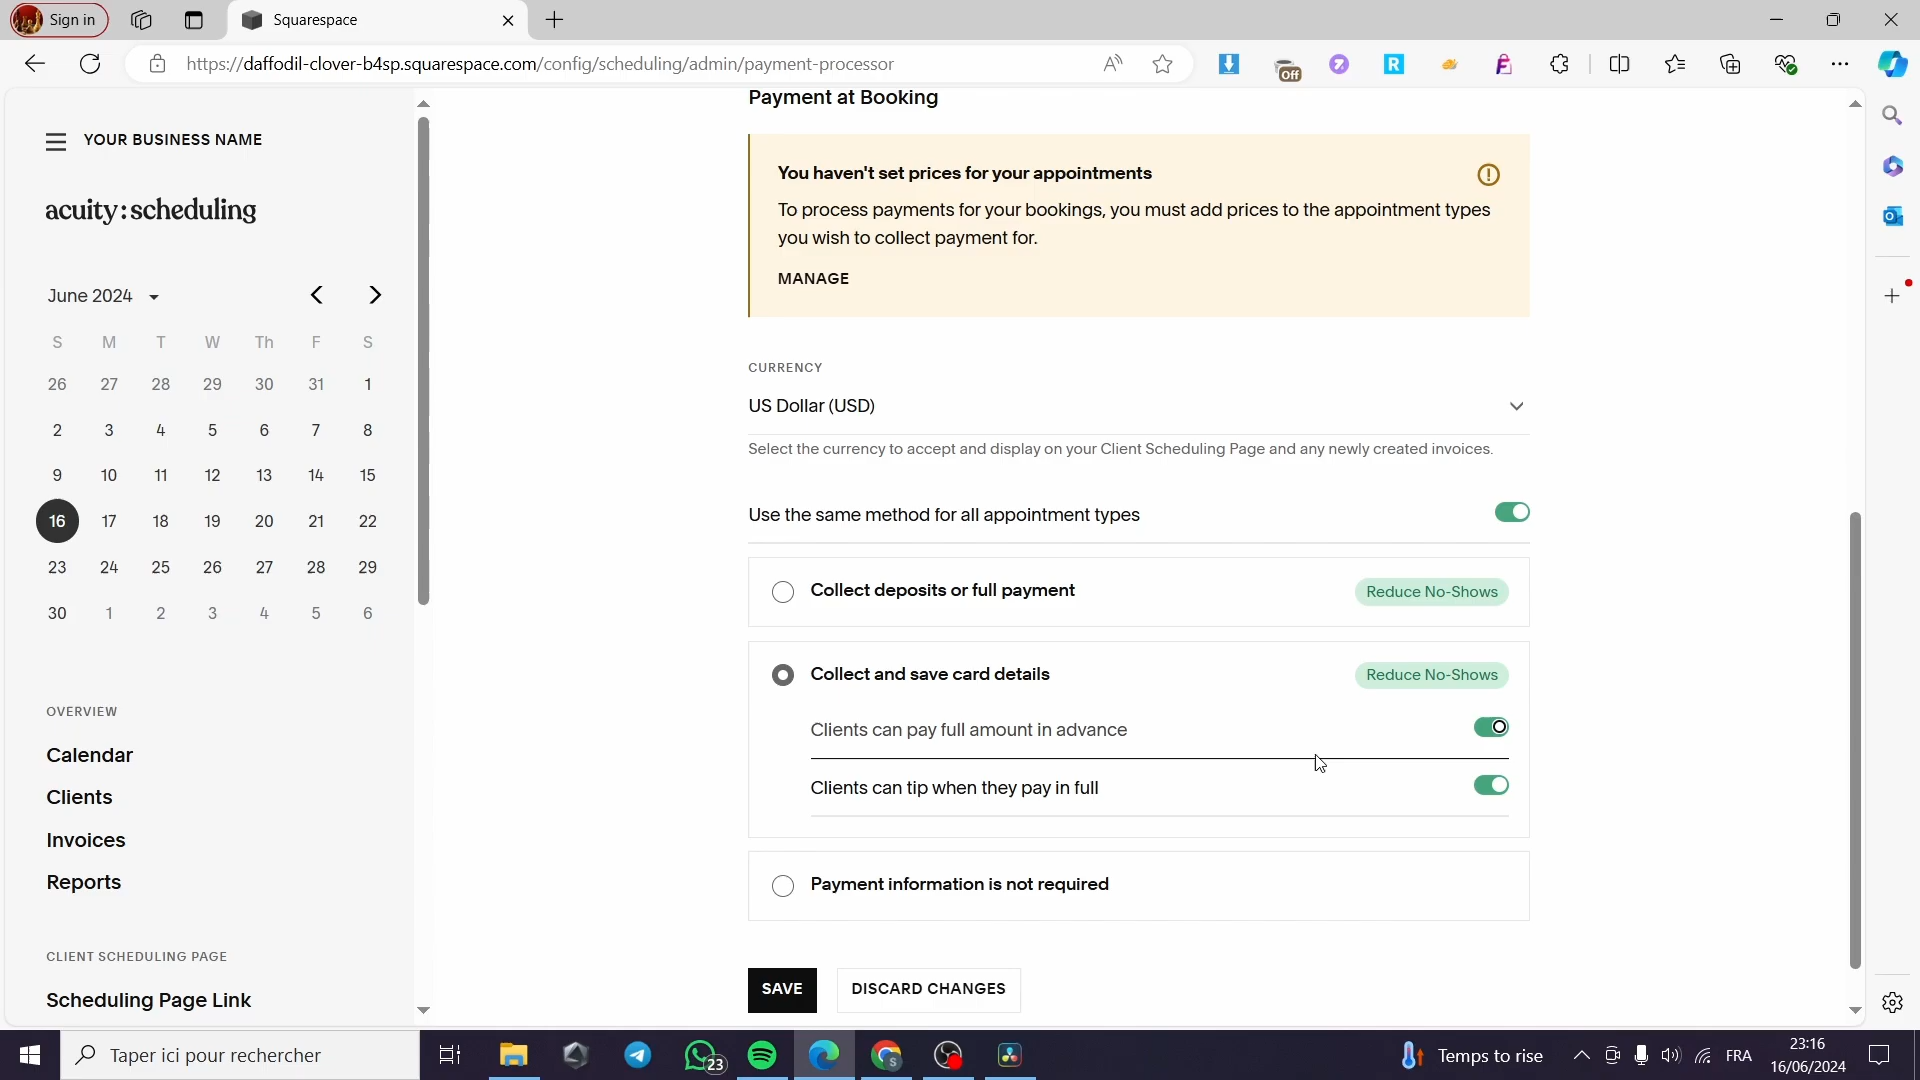 Sign in
Squarespace
https://daffodil-clover-b4sp.squarespace.com/config/scheduling/admin/payment-processor
Off
YOUR BUSINESS NAME
acuity:scheduling
June 2024
S M T W Th F S
26 27 28 29 30 31 1
2 3 4 5 6 7 8
9 10 11 12 13 14 15
16 17 18 19 20 21 22
23 24 25 26 27 28 29
30 1 2 3 4 5 6
OVERVIEW
Calendar
Clients
Invoices
Reports
CLIENT SCHEDULING PAGE
Scheduling Page Link
Payment at Booking
You haven't set prices for your appointments
To process payments for your bookings, you must add prices to the appointment types
you wish to collect payment for.
MANAGE
CURRENCY
US Dollar (USD)
Select the currency to accept and display on your Client Scheduling Page and any newly created invoices.
Use the same method for all appointment types
Collect deposits or full payment
Reduce No-Shows
Collect and save card details
Reduce No-Shows
Clients can pay full amount in advance
Clients can tip when they pay in full
Payment information is not required
SAVE
DISCARD CHANGES
Taper ici pour rechercher
23
Temps to rise
FRA
23:16
16/06/2024